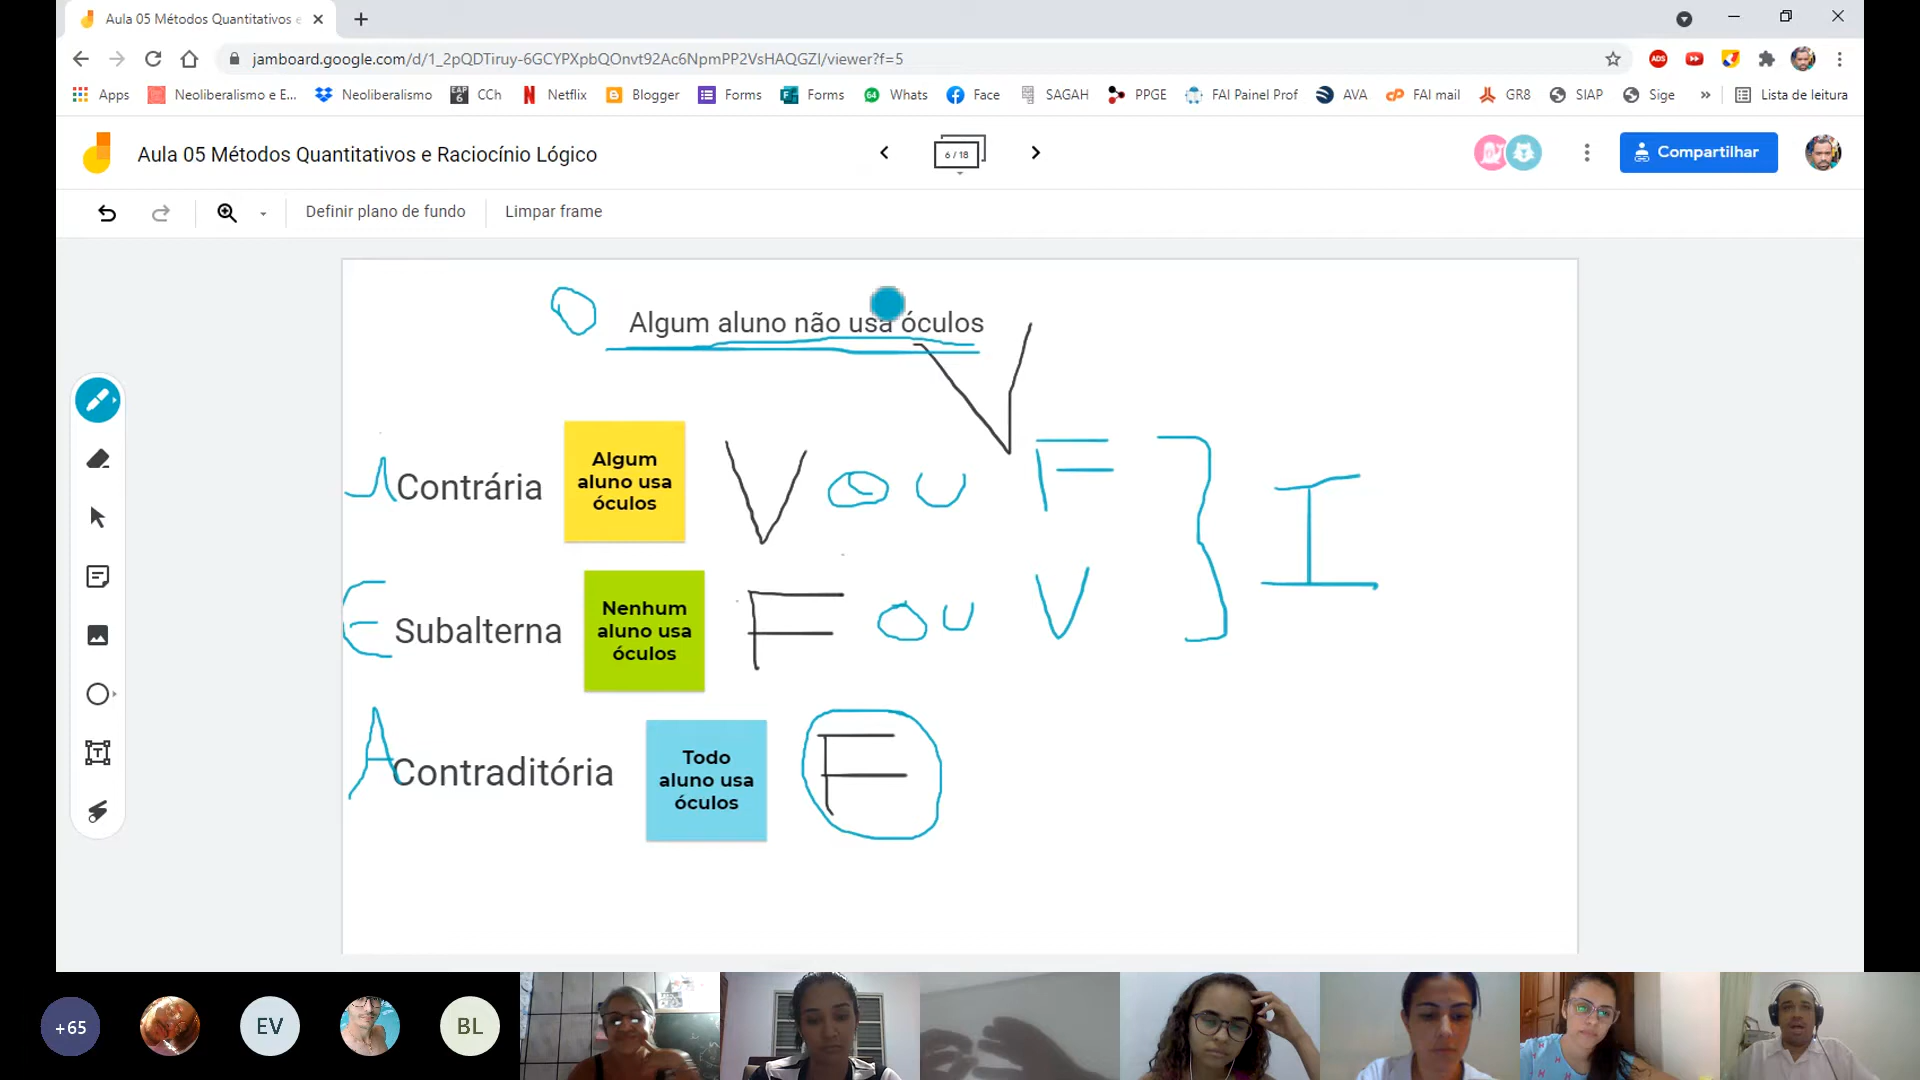 Aula 05 Métodos Quantitativos e
jamboard.google.com/d/1_2pQDTiruy-6GCYPXpbQOnvt92Ac6NpmPP2VsHAQGZI/viewer?f=5
ADS
Apps Neoliberalismo e E... Neoliberalismo CCh Netflix Blogger Forms Forms Whats Face SAGAH PPGE FAI Painel Prof AVA FAI mail GR8 SIAP Sige » Lista de leitura
Aula 05 Métodos Quantitativos e Raciocínio Lógico
6 / 18
Compartilhar
Definir plano de fundo Limpar frame
O Algum aluno não usa óculos
V
Contrária
Algum
aluno usa
óculos
V ou F
I
E Subalterna
Nenhum
aluno usa
óculos
F ou V
A Contraditória
Todo
aluno usa
óculos
F
+65 EV BL